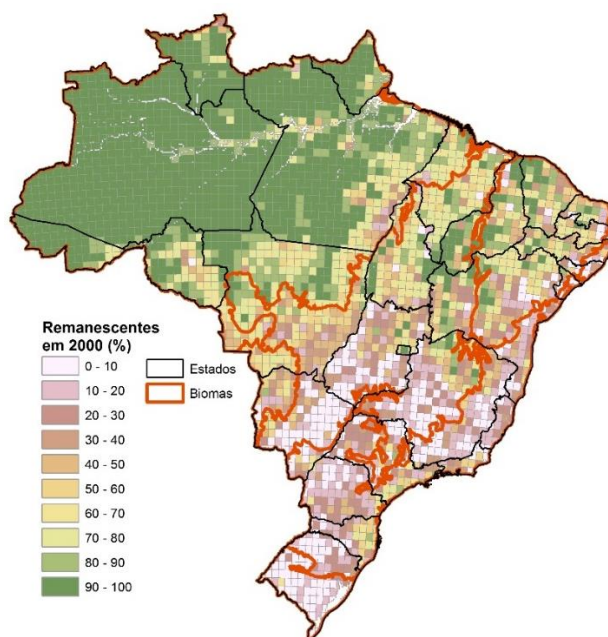 Remanescentes
em 2000 (%)
0 - 10
10 - 20
20 - 30
30 - 40
40 - 50
50 - 60
60 - 70
70 - 80
80 - 90
90 - 100
Estados
Biomas